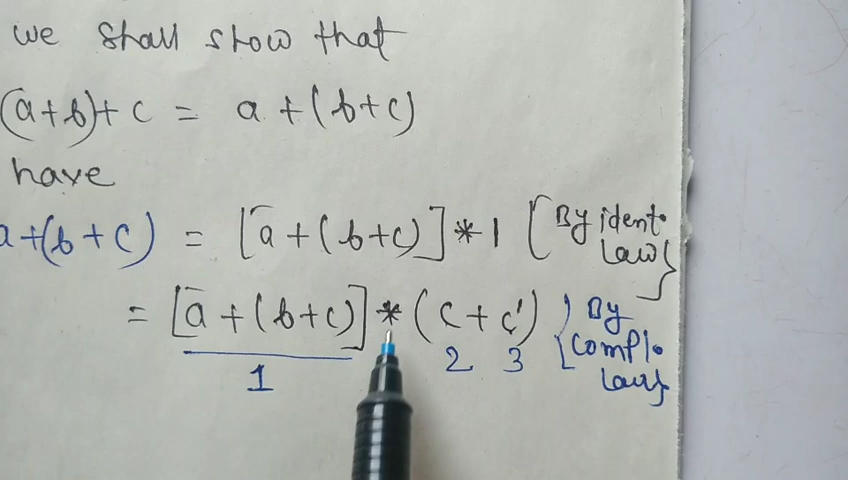 we shall show that
(a+b)+c = a+(b+c)
have
a+(b+c) = [a+(b+c)]*1 [By ident. law}
= [a+(b+c)]*(c+c') }By {compl. law}
1 2 3